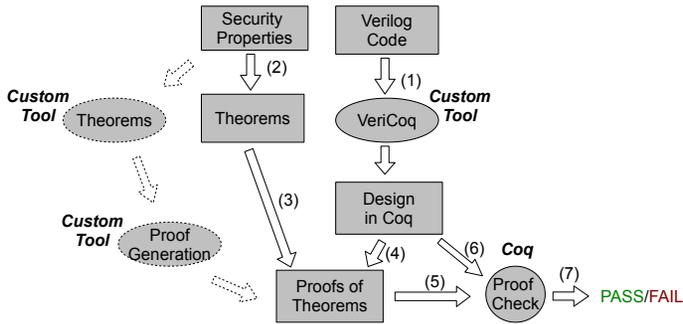 Security
Properties
Verilog
Code
(2)
(1)
Custom
Tool
Theorems
Theorems
VeriCoq
Custom
Tool
(3)
Design
in Coq
Custom
Tool
Proof
Generation
(4)
(6)
Coq
Proofs of
Theorems
(5)
Proof
Check
(7)
PASS/FAIL